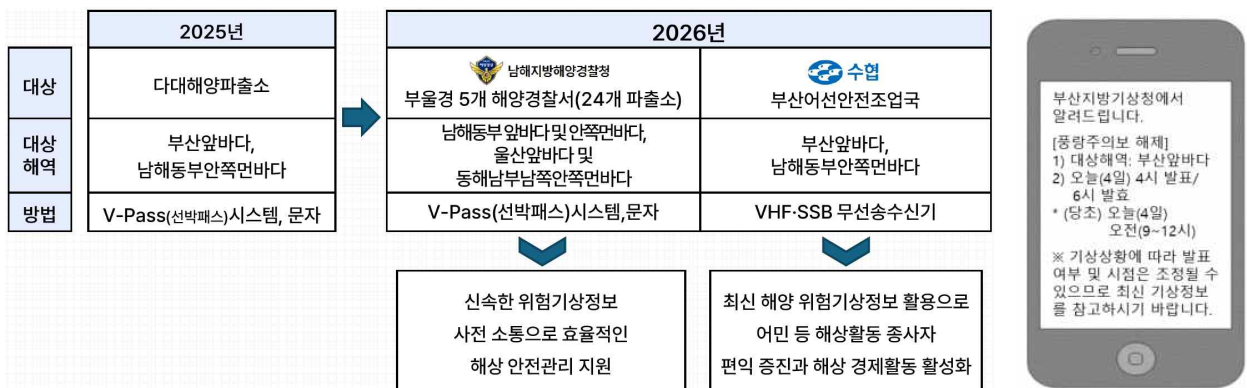 2025년
2026년
대상
다대해양파출소
남해지방해양경찰청
부울경 5개 해양경찰서(24개 파출소)
수협
부산어선안전조업국
대상
해역
부산앞바다,
남해동부안쪽먼바다
남해동부 앞바다 및 안쪽먼바다,
울산앞바다 및
동해남부남쪽안쪽먼바다
부산앞바다,
남해동부안쪽먼바다
방법
V-Pass(선박패스)시스템, 문자
V-Pass(선박패스)시스템,문자
VHF·SSB 무선송수신기
신속한 위험기상정보
사전 소통으로 효율적인
해상 안전관리 지원
최신 해양 위험기상정보 활용으로
어민 등 해상활동 종사자
편익 증진과 해상 경제활동 활성화
부산지방기상청에서
알려드립니다.
[풍랑주의보 해제]
1) 대상해역: 부산앞바다
2) 오늘(4일) 4시 발표/
6시 발효
* (당초) 오늘(4일)
오전(9~12시)
※ 기상상황에 따라 발표
여부 및 시점은 조정될 수
있으므로 최신 기상정보
를 참고하시기 바랍니다.